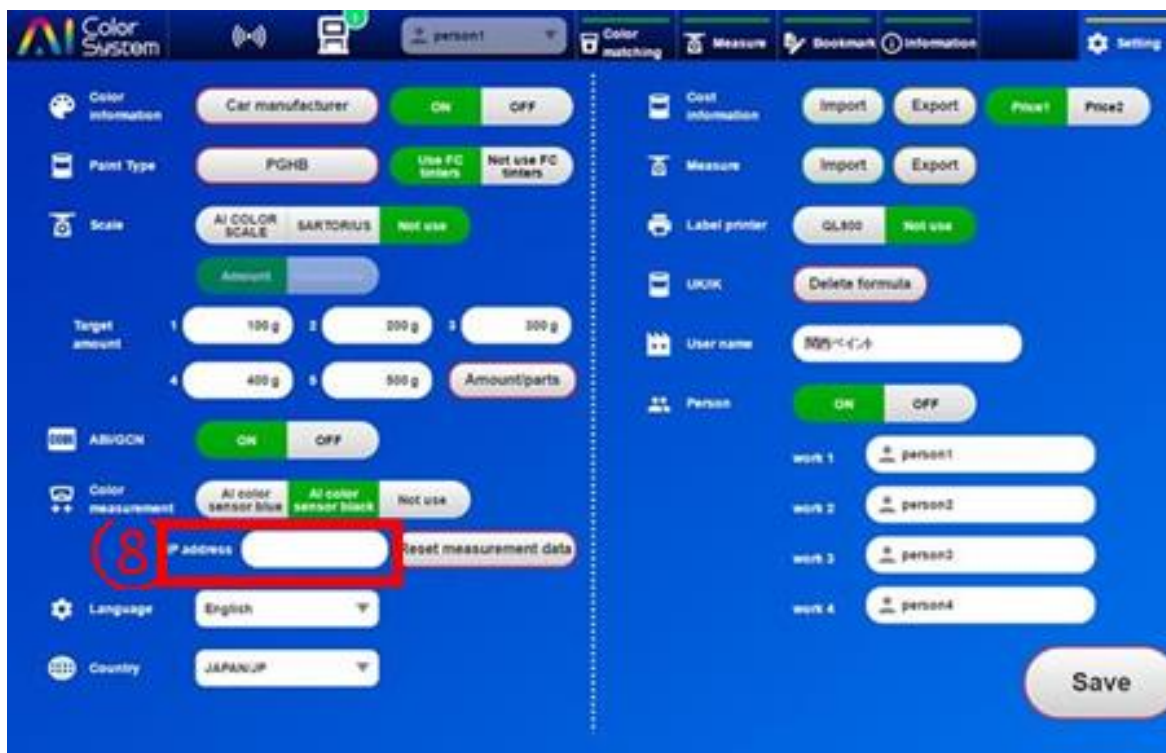 AI Color System
1
person1
Color matching
Measure
Bookmark
Information
Setting
Color information
Car manufacturer
ON
OFF
Paint Type
PGHB
Use FC tinters
Not use FC tinters
Scale
AI COLOR SCALE
SARTORIUS
Not use
Amount
Target amount
1
100 g
2
200 g
3
300 g
4
400 g
5
500 g
Amount/parts
CODE
ABI/GCN
ON
OFF
Color measurement
AI color sensor blue
AI color sensor black
Not use
⑧
IP address
Reset measurement data
Language
English
Country
JAPAN/JP
Cost information
Import
Export
Price1
Price2
Measure
Import
Export
Label printer
QL800
Not use
UK/IK
Delete formula
User name
関西ペイント
Person
ON
OFF
work 1
person1
work 2
person2
work 3
person3
work 4
person4
Save